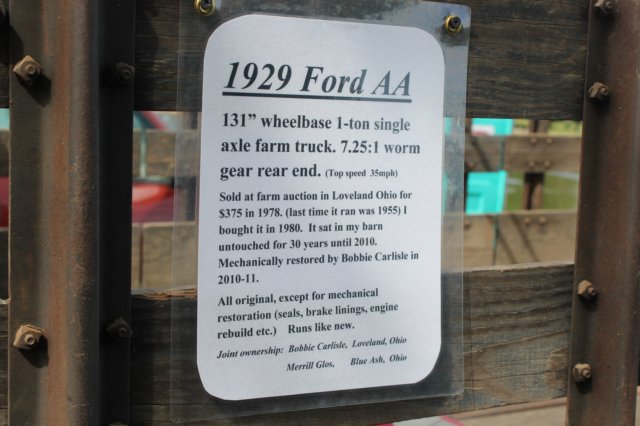 1929 Ford AA
131” wheelbase 1-ton single
axle farm truck. 7.25:1 worm
gear rear end. (Top speed 35mph)
Sold at farm auction in Loveland Ohio for
$375 in 1978. (last time it ran was 1955) I
bought it in 1980. It sat in my barn
untouched for 30 years until 2010.
Mechanically restored by Bobbie Carlisle in
2010-11.
All original, except for mechanical
restoration (seals, brake linings, engine
rebuild etc.) Runs like new.
Joint ownership: Bobbie Carlisle, Loveland, Ohio
Merrill Glos, Blue Ash, Ohio